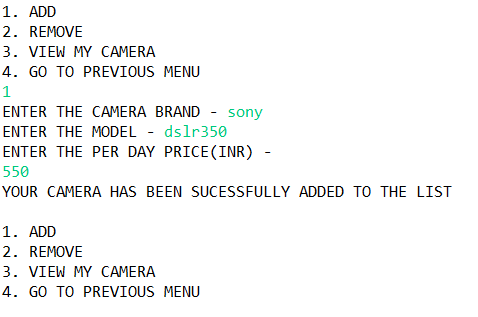 1. ADD
2. REMOVE
3. VIEW MY CAMERA
4. GO TO PREVIOUS MENU
1
ENTER THE CAMERA BRAND - sony
ENTER THE MODEL - dslr350
ENTER THE PER DAY PRICE(INR) -
550
YOUR CAMERA HAS BEEN SUCESSFULLY ADDED TO THE LIST
1. ADD
2. REMOVE
3. VIEW MY CAMERA
4. GO TO PREVIOUS MENU